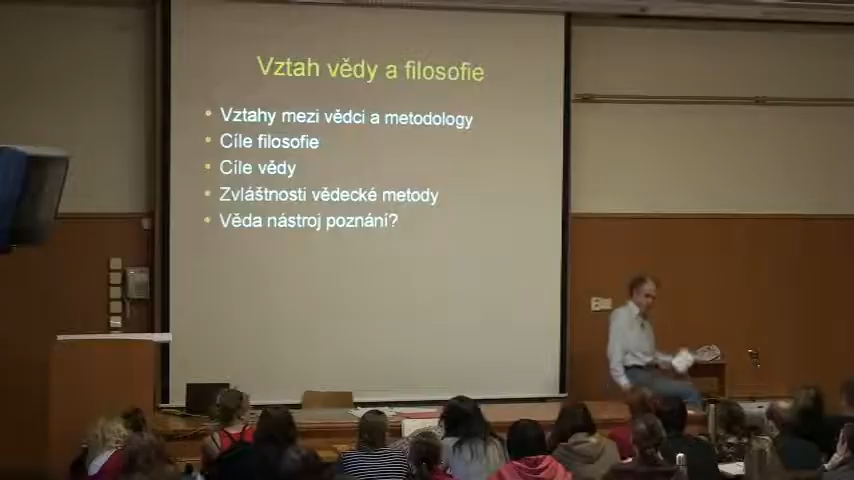 Vztah vědy a filosofie
• Vztahy mezi vědci a metodology
• Cíle filosofie
• Cíle vědy
• Zvláštnosti vědecké metody
• Věda nástroj poznání?